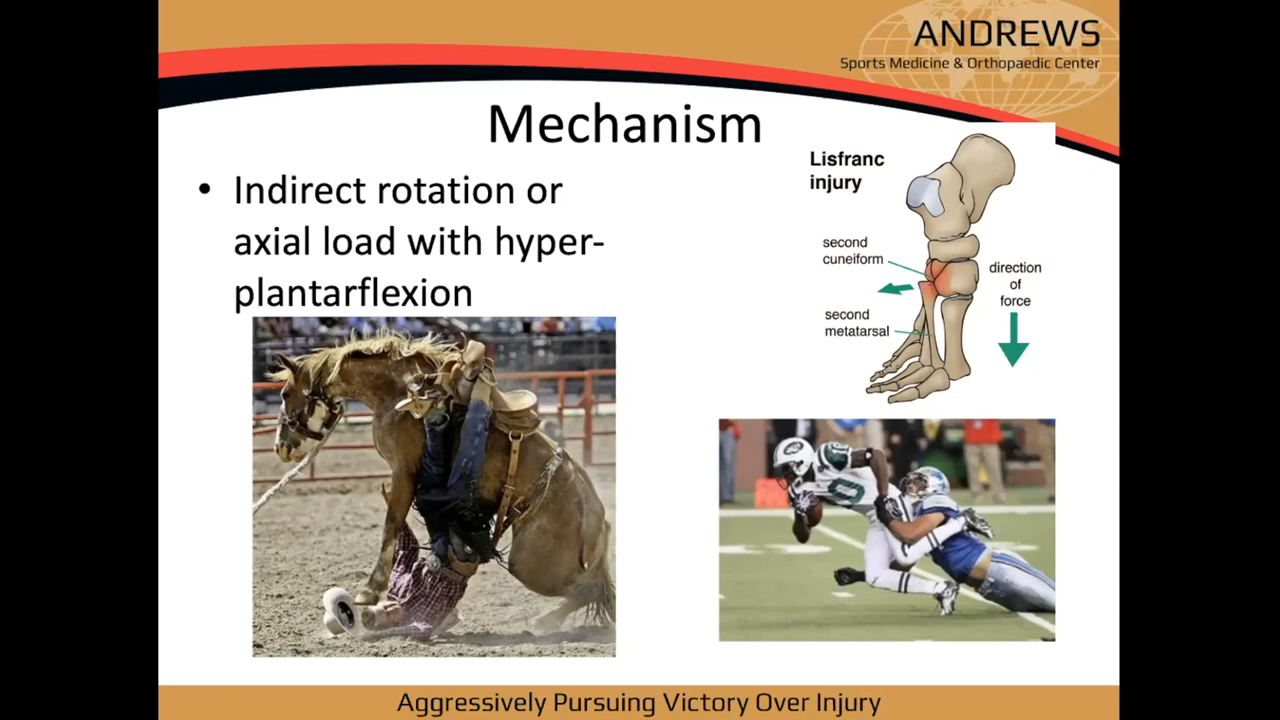 ANDREWS
Sports Medicine & Orthopaedic Center
Mechanism
• Indirect rotation or
axial load with hyper-
plantarflexion
Lisfranc
injury
second
cuneiform
direction
of
force
second
metatarsal
10
Aggressively Pursuing Victory Over Injury